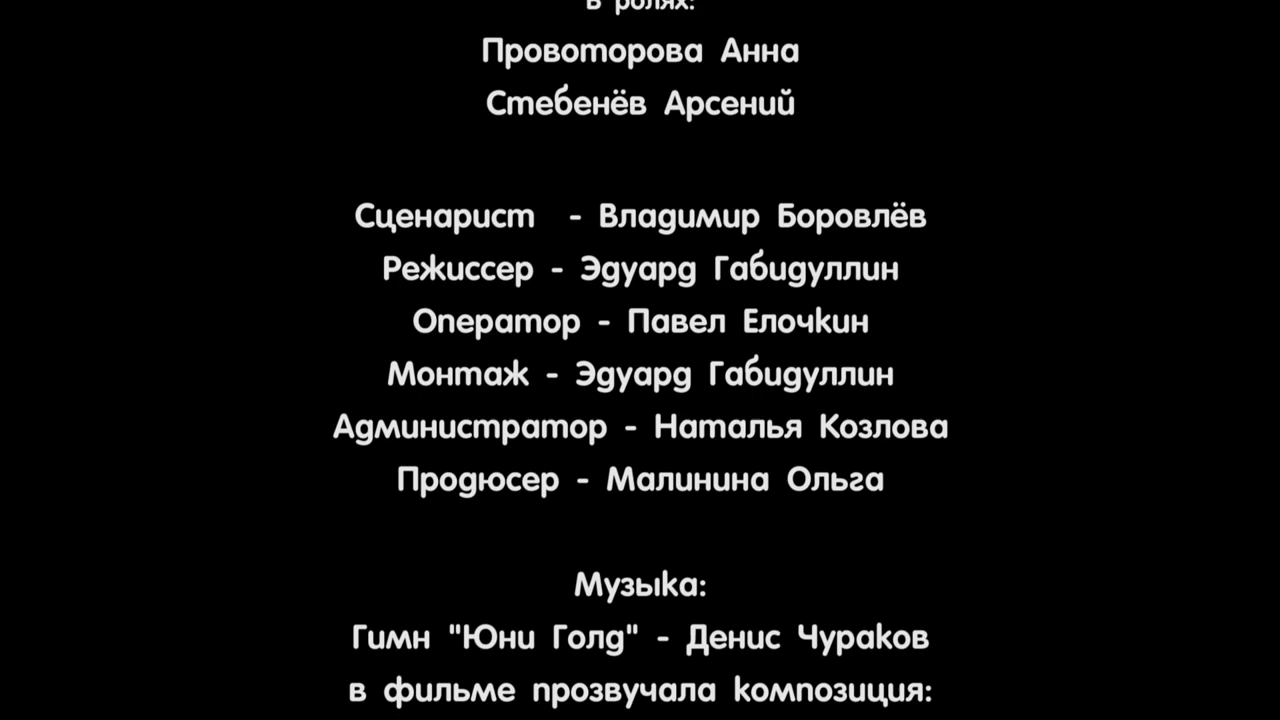 в ролях:
Провоторова Анна
Стебенёв Арсений
Сценарист - Владимир Боровлёв
Режиссер - Эдуард Габидуллин
Оператор - Павел Елочкин
Монтаж - Эдуард Габидуллин
Администратор - Наталья Козлова
Продюсер - Малинина Ольга
Музыка:
Гимн "Юни Голд" - Денис Чураков
в фильме прозвучала композиция: